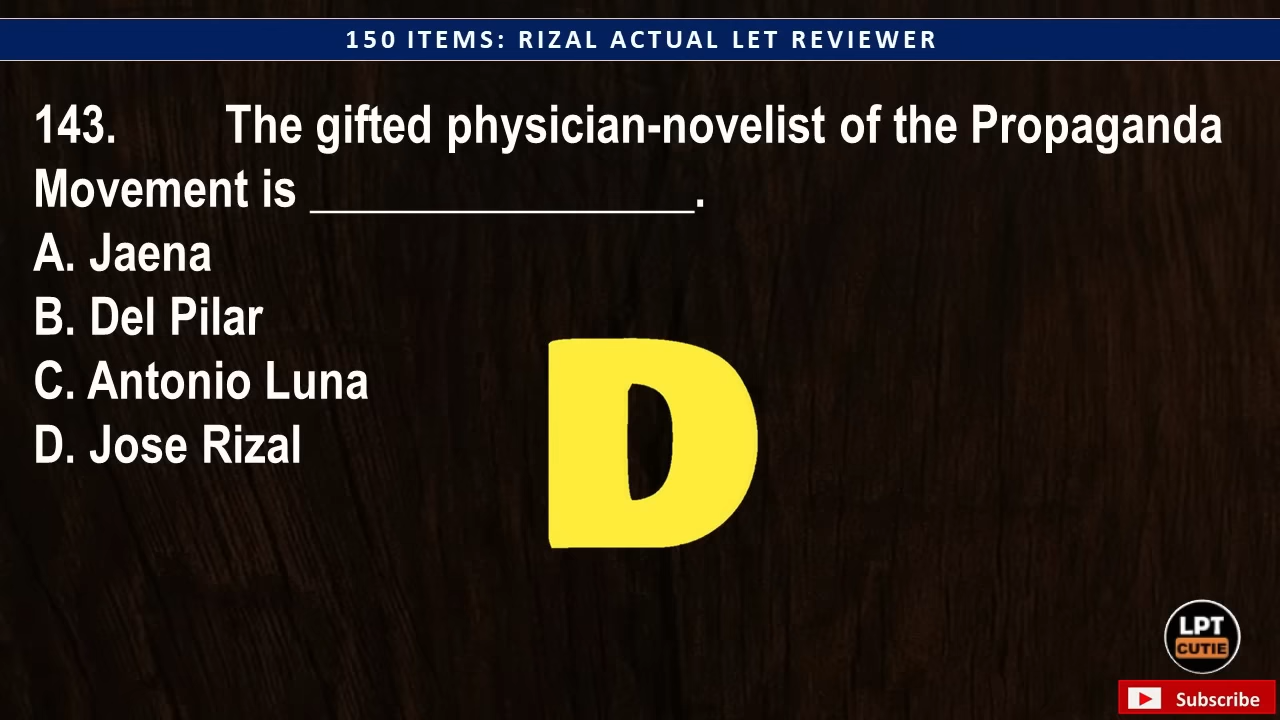 150 ITEMS: RIZAL ACTUAL LET REVIEWER
143. The gifted physician-novelist of the Propaganda
Movement is ________________.
A. Jaena
B. Del Pilar
C. Antonio Luna
D. Jose Rizal
D
LPT
CUTIE
Subscribe